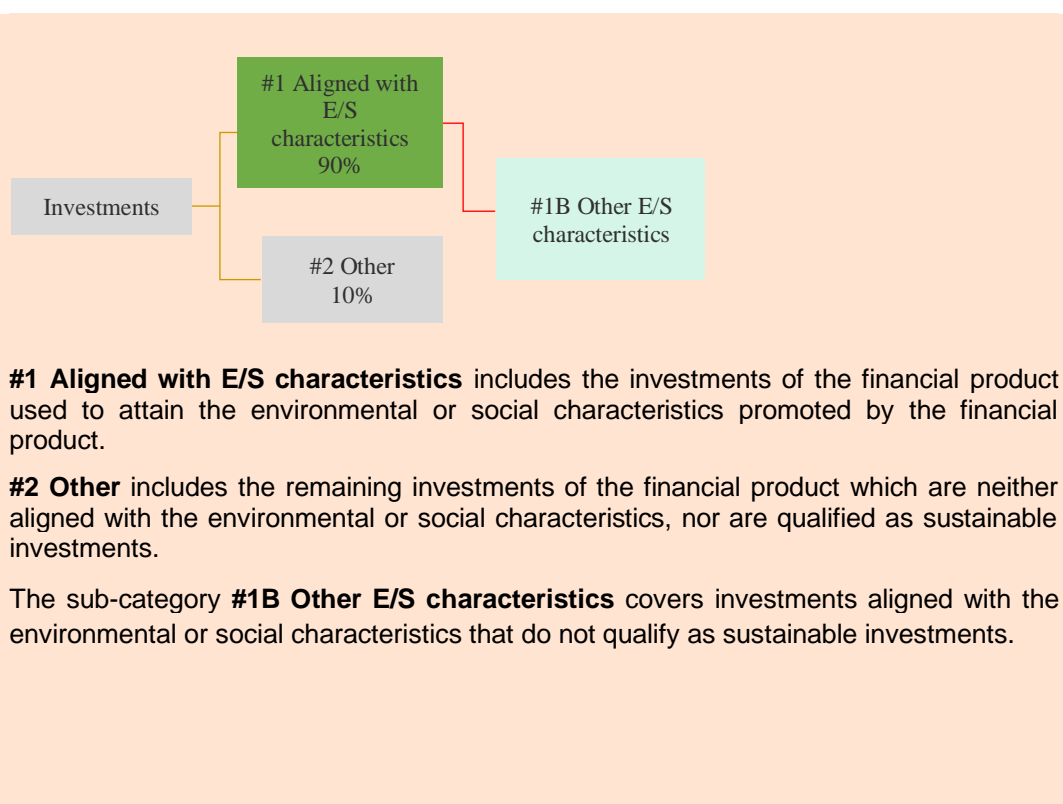 #1 Aligned with
E/S
characteristics
90%
Investments
#1B Other E/S
characteristics
#2 Other
10%
#1 Aligned with E/S characteristics includes the investments of the financial product
used to attain the environmental or social characteristics promoted by the financial
product.
#2 Other includes the remaining investments of the financial product which are neither
aligned with the environmental or social characteristics, nor are qualified as sustainable
investments.
The sub-category #1B Other E/S characteristics covers investments aligned with the
environmental or social characteristics that do not qualify as sustainable investments.